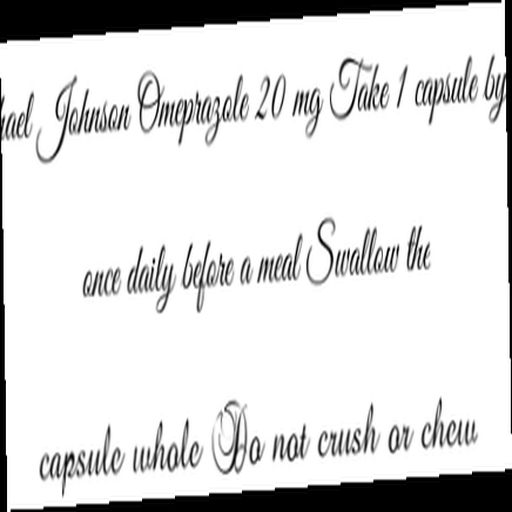 Johnson Omeprazole 20 mg Take 1 capsule by
once daily before a meal Swallow the
capsule whole Do not crush or chew